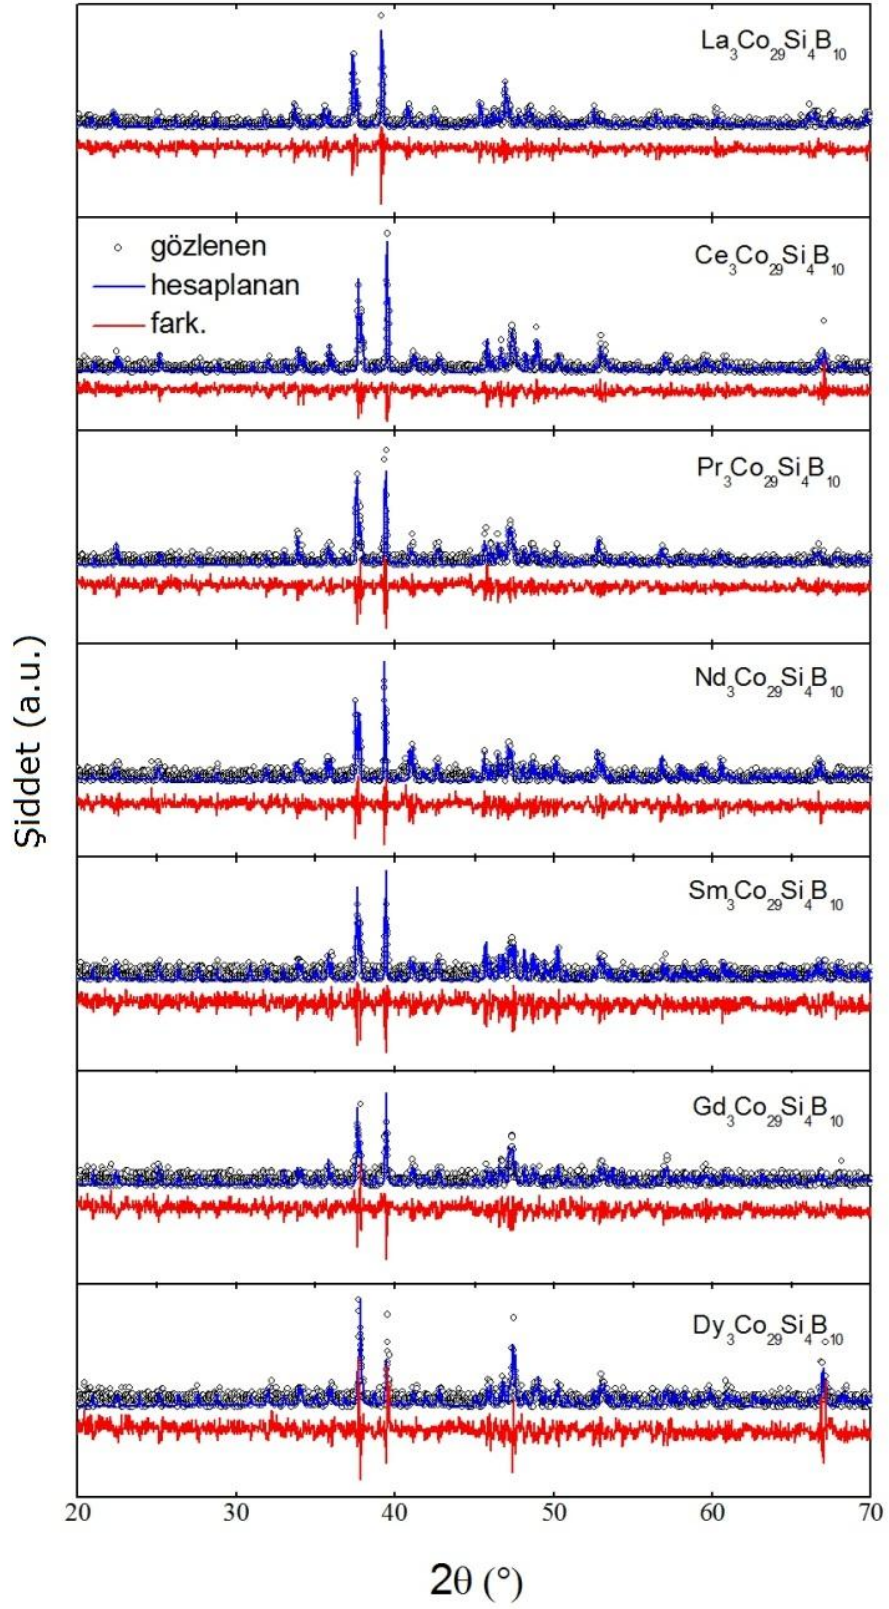 La₃Co₂₉Si₄B₁₀
gözlenen
hesaplanan
fark.
Ce₃Co₂₉Si₄B₁₀
Pr₃Co₂₉Si₄B₁₀
Nd₃Co₂₉Si₄B₁₀
Sm₃Co₂₉Si₄B₁₀
Gd₃Co₂₉Si₄B₁₀
Dy₃Co₂₉Si₄B₁₀
Şiddet (a.u.)
20 30 40 50 60 70
2θ (°)